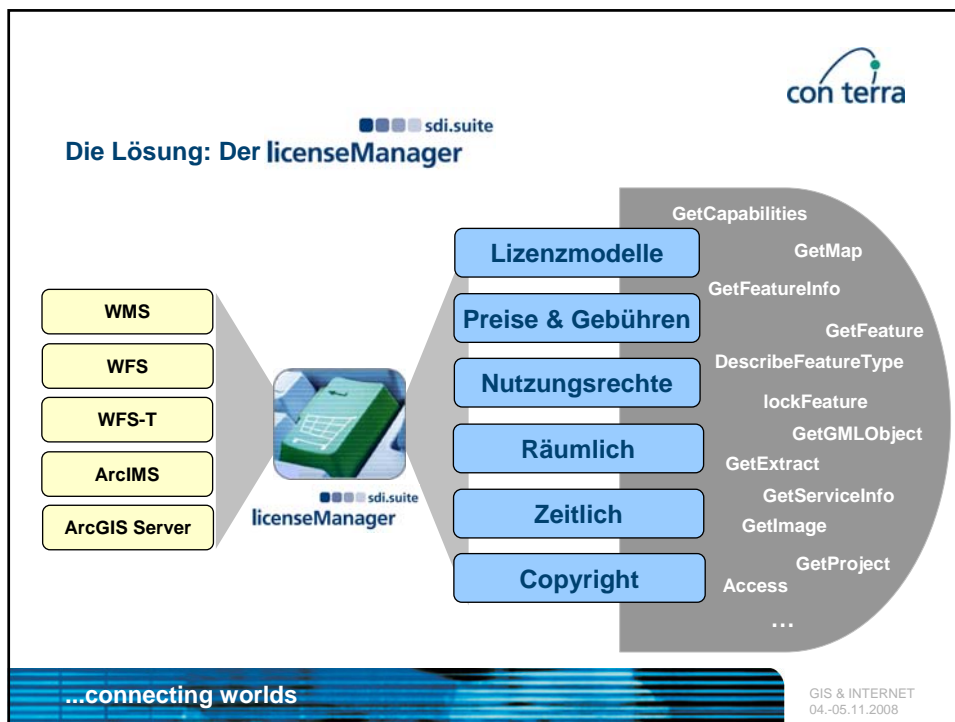 con terra
sdi.suite
Die Lösung: Der licenseManager
WMS
WFS
WFS-T
ArcIMS
ArcGIS Server
sdi.suite
licenseManager
Lizenzmodelle
Preise & Gebühren
Nutzungsrechte
Räumlich
Zeitlich
Copyright
GetCapabilities
GetMap
GetFeatureInfo
GetFeature
DescribeFeatureType
lockFeature
GetGMLObject
GetExtract
GetServiceInfo
GetImage
GetProject
Access
...
...connecting worlds
GIS & INTERNET
04.-05.11.2008